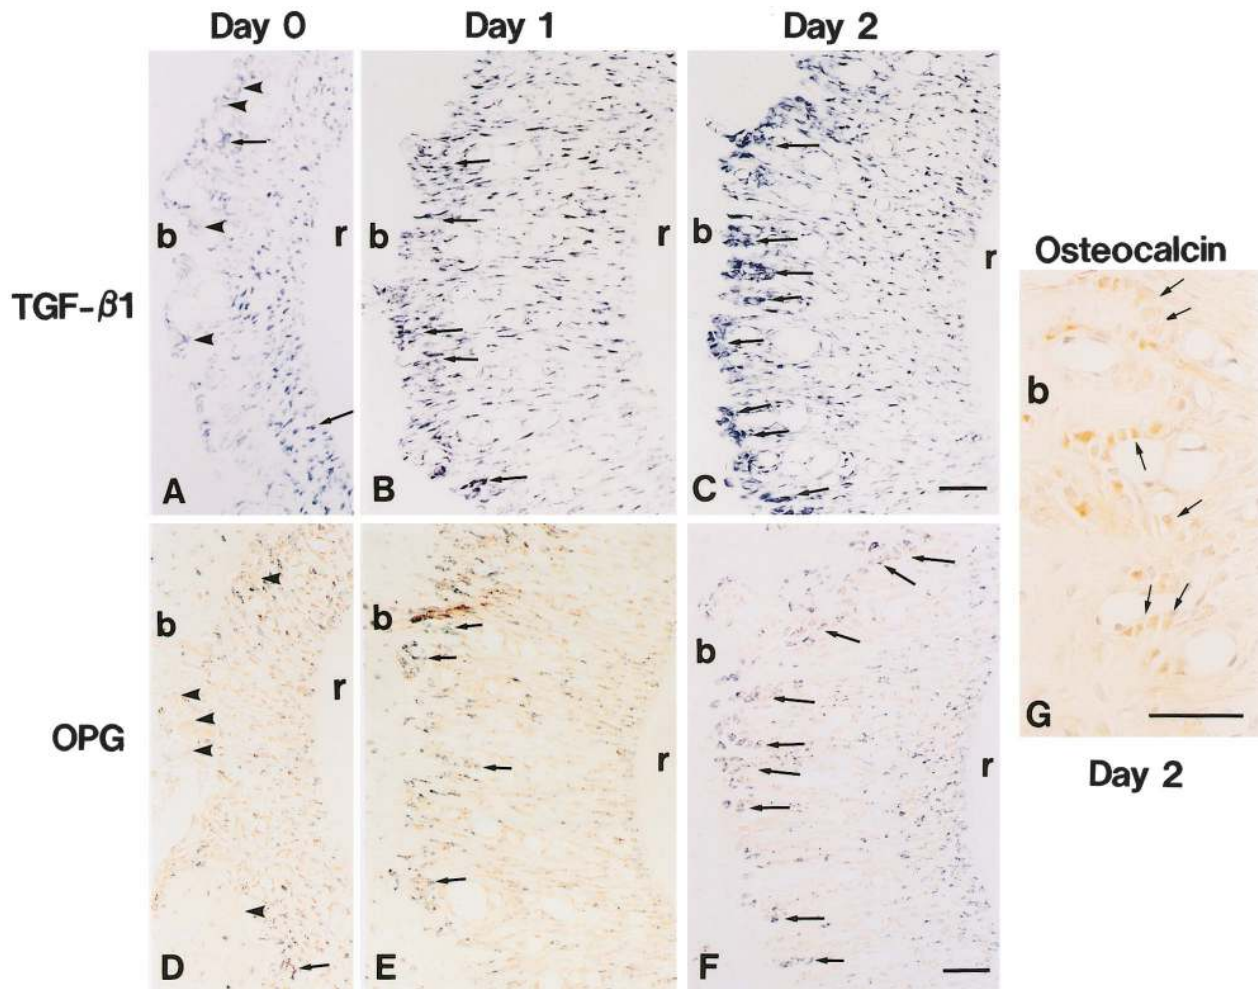 Day 0 Day 1 Day 2
b r b r b r
TGF-β1
Osteocalcin
b
A B C
G
b r b r b r
OPG
Day 2
D E F